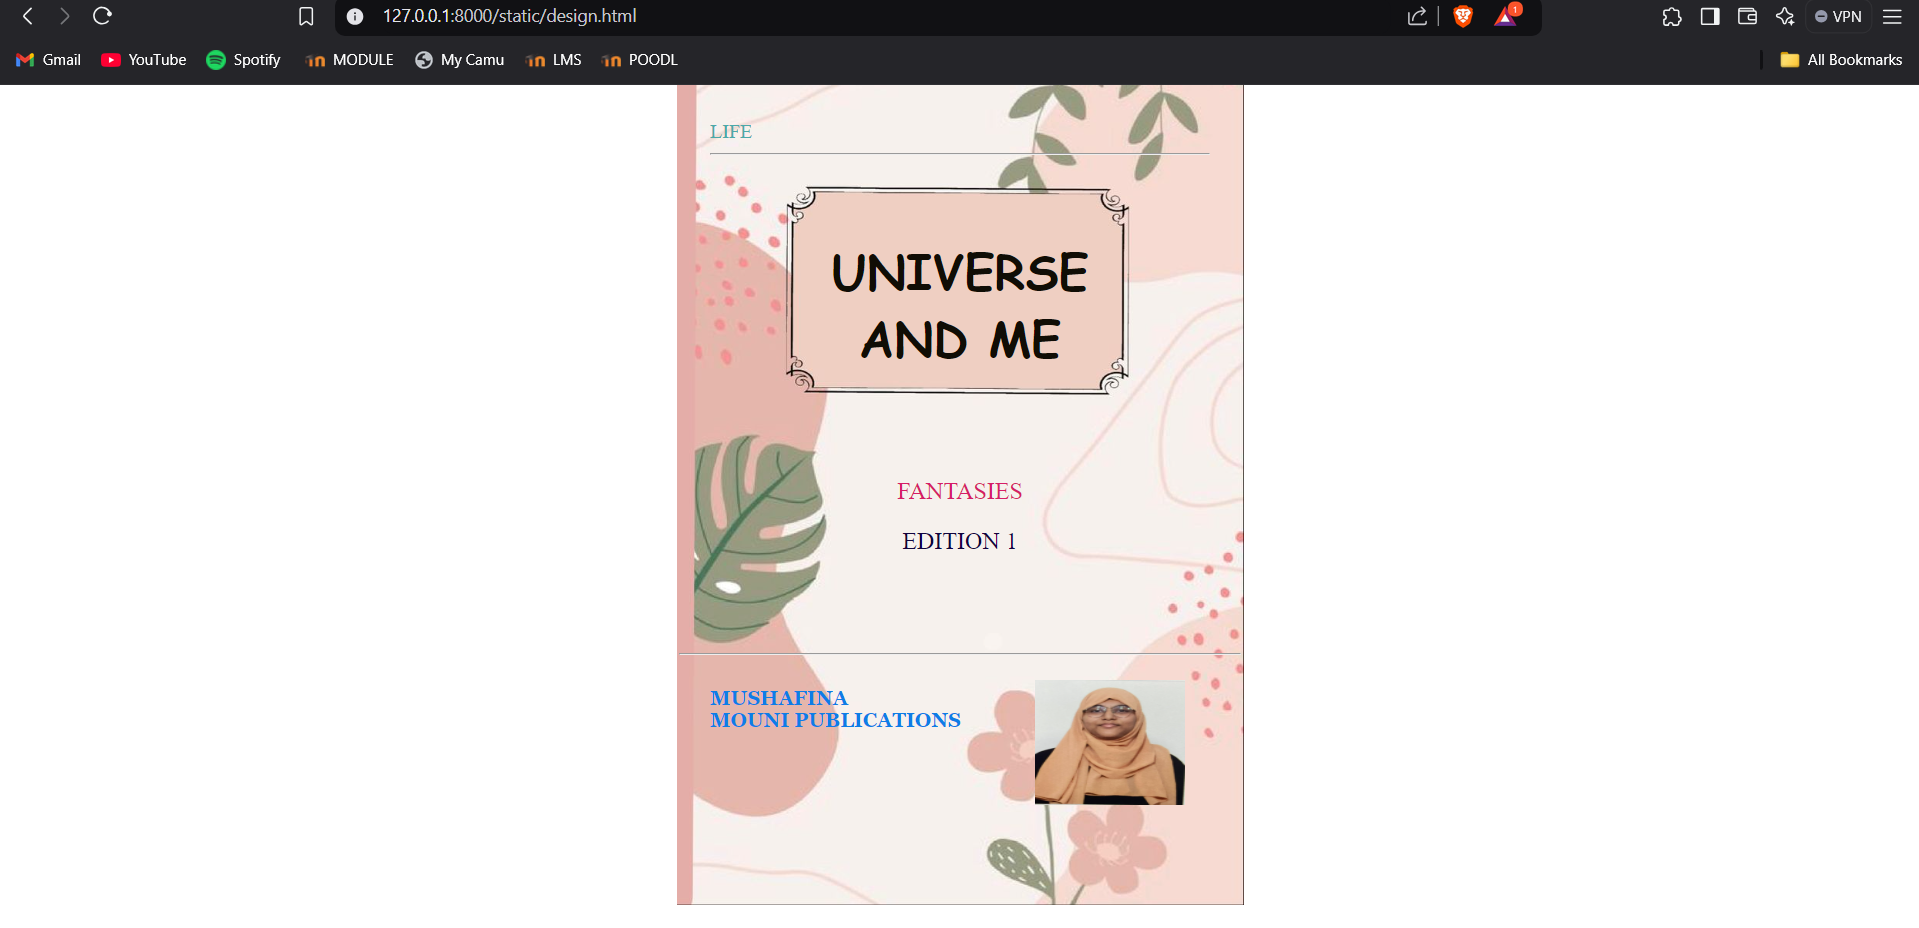 127.0.0.1:8000/static/design.html
1
VPN
Gmail
YouTube
Spotify
MODULE
My Camu
LMS
POODL
All Bookmarks
LIFE
UNIVERSE
AND ME
FANTASIES
EDITION 1
MUSHAFINA
MOUNI PUBLICATIONS